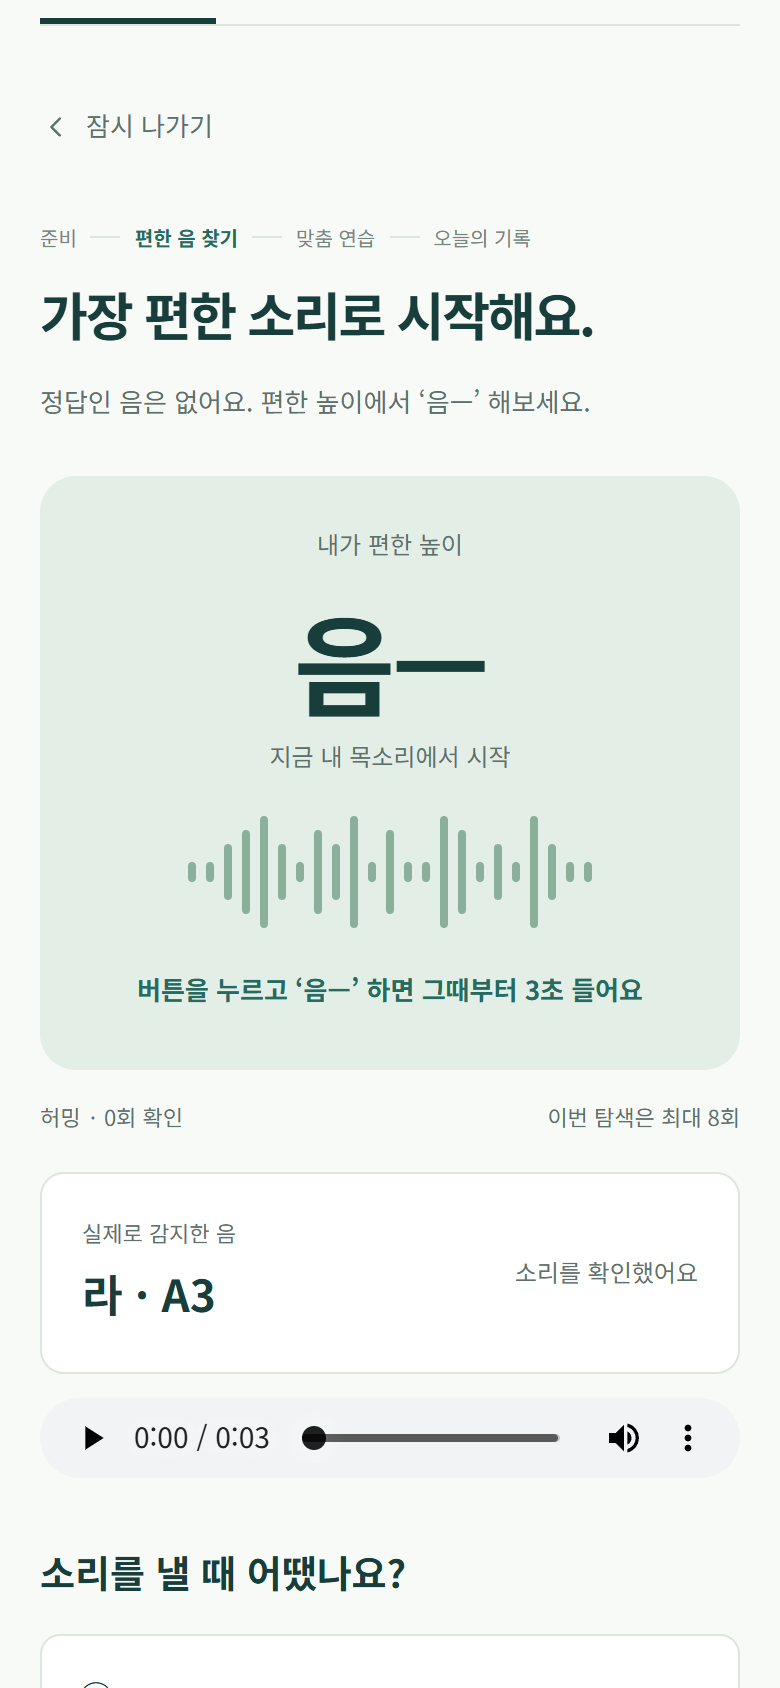 잠시 나가기
준비 편한 음 찾기 맞춤 연습 오늘의 기록
가장 편한 소리로 시작해요.
정답인 음은 없어요. 편한 높이에서 ‘음—’ 해보세요.
내가 편한 높이
음—
지금 내 목소리에서 시작
버튼을 누르고 ‘음—’ 하면 그때부터 3초 들어요
허밍 · 0회 확인 이번 탐색은 최대 8회
실제로 감지한 음
라 · A3
소리를 확인했어요
0:00 / 0:03
소리를 낼 때 어땠나요?